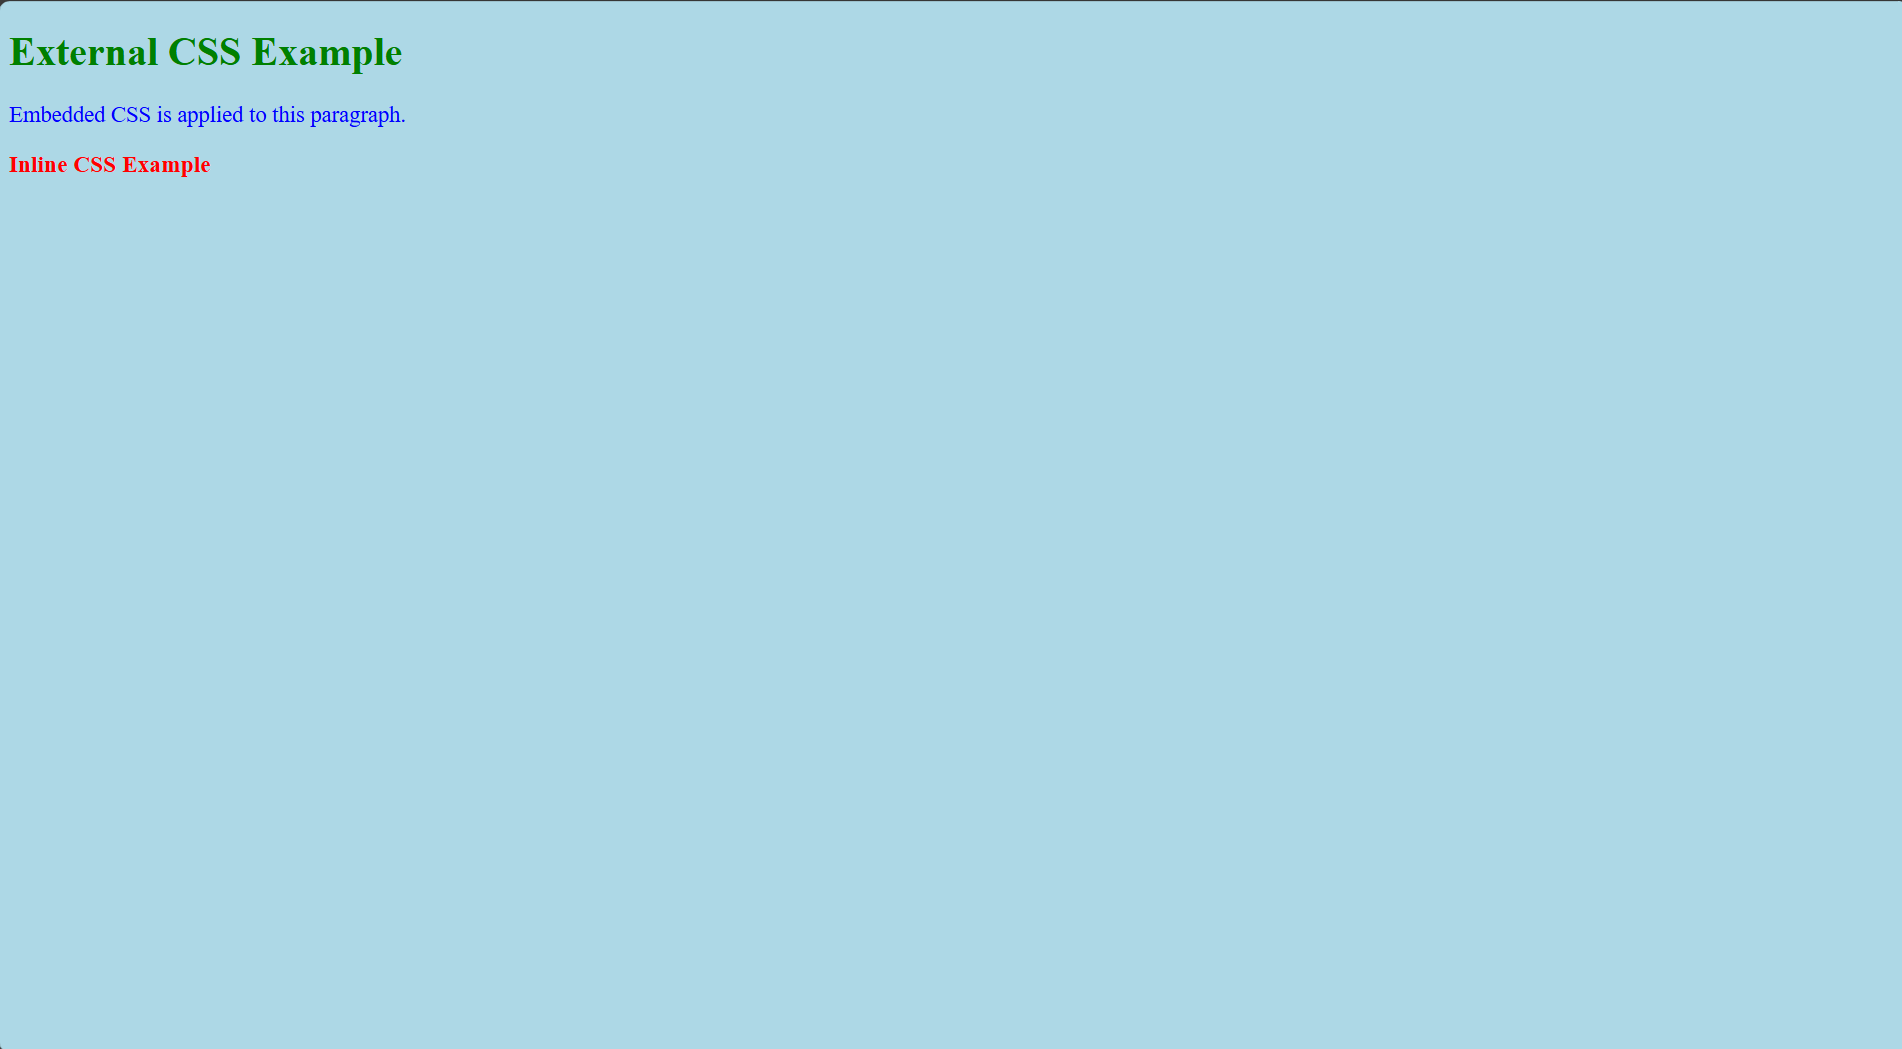 External CSS Example
Embedded CSS is applied to this paragraph.
Inline CSS Example